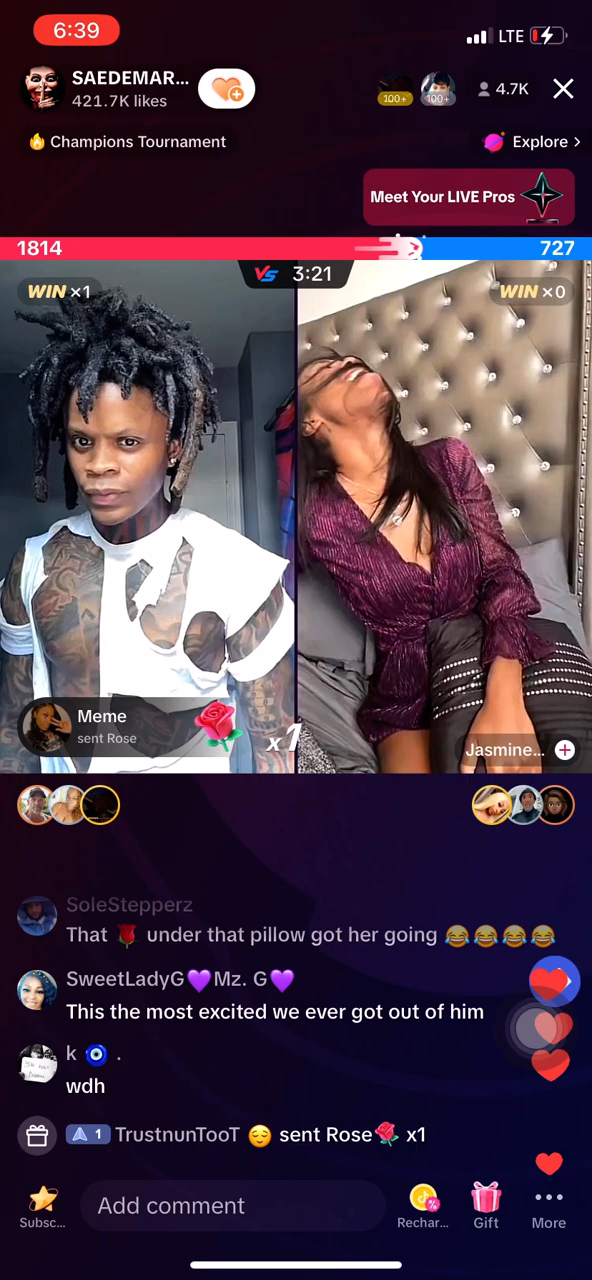 6:39
LTE
SAEDEMAR...
421.7K likes
100+
100+
4.7K
🔥 Champions Tournament
Explore >
Meet Your LIVE Pros
1814
727
VS 3:21
WIN ×1
WIN ×0
Meme
sent Rose
x1
Jasmine...
SoleStepperz
That 🌹 under that pillow got her going 😂😂😂😂
SweetLadyG💜Mz. G💜
This the most excited we ever got out of him
k 🧿 .
wdh
1 TrustnunTooT 😌 sent Rose🌹 x1
Add comment
Subsc...
Rechar...
Gift
More